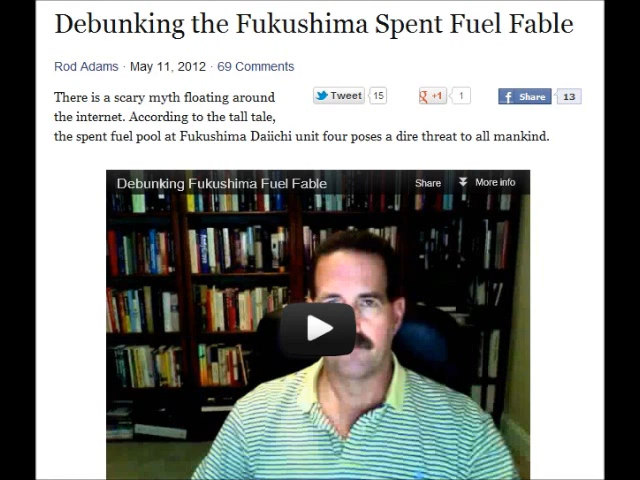 Debunking the Fukushima Spent Fuel Fable
Rod Adams · May 11, 2012 · 69 Comments
There is a scary myth floating around
Tweet 15
g +1 1
f Share 13
the internet. According to the tall tale,
the spent fuel pool at Fukushima Daiichi unit four poses a dire threat to all mankind.
Debunking Fukushima Fuel Fable
Share
More info